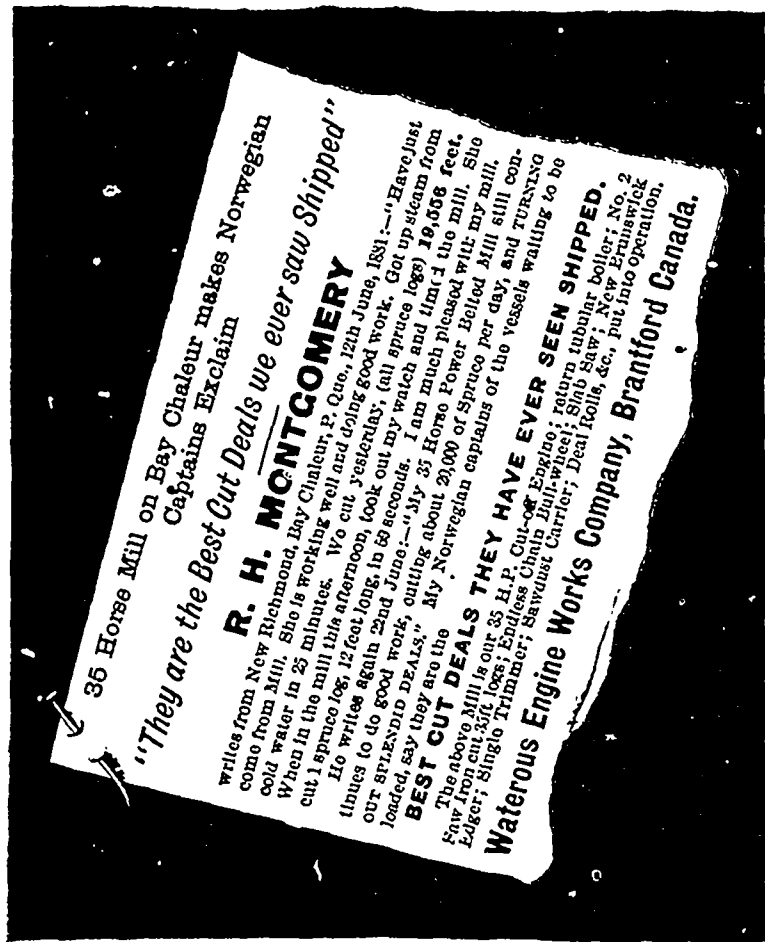 35 Horse Mill on Bay Chaleur makes Norwegian
Captains Exclaim
"They are the Best Cut Deals we ever saw Shipped"
R. H. MONTGOMERY
writes from New Richmond, Bay Chaleur, P. Que., 12th June, 1881:—"Have just
come from Mill. She is working well and doing good work. Got up steam from
cold water in 25 minutes. We cut yesterday, (all spruce logs) 19,556 feet.
When in the mill this afternoon, took out my watch and timed the mill. She
cut 1 spruce log, 12 feet long, in 59 seconds. I am much pleased with my mill.
He writes again 22nd June:—"My 35 Horse Power Belted Mill still con-
tinues to do good work, cutting about 20,000 of Spruce per day, and TURNING
OUT SPLENDID DEALS." My Norwegian captains of the vessels waiting to be
loaded, say they are the
BEST CUT DEALS THEY HAVE EVER SEEN SHIPPED.
The above Mill is our 35 H.P. Cut-off Engine; return tubular boiler; No. 2
Saw Iron cut 35ft logs; Endless Chain Bull-wheel; Slab Saw; New Brunswick
Edger; Single Trimmer; Sawdust Carrier; Deal Rolls, &c., put into operation.
Waterous Engine Works Company, Brantford Canada.